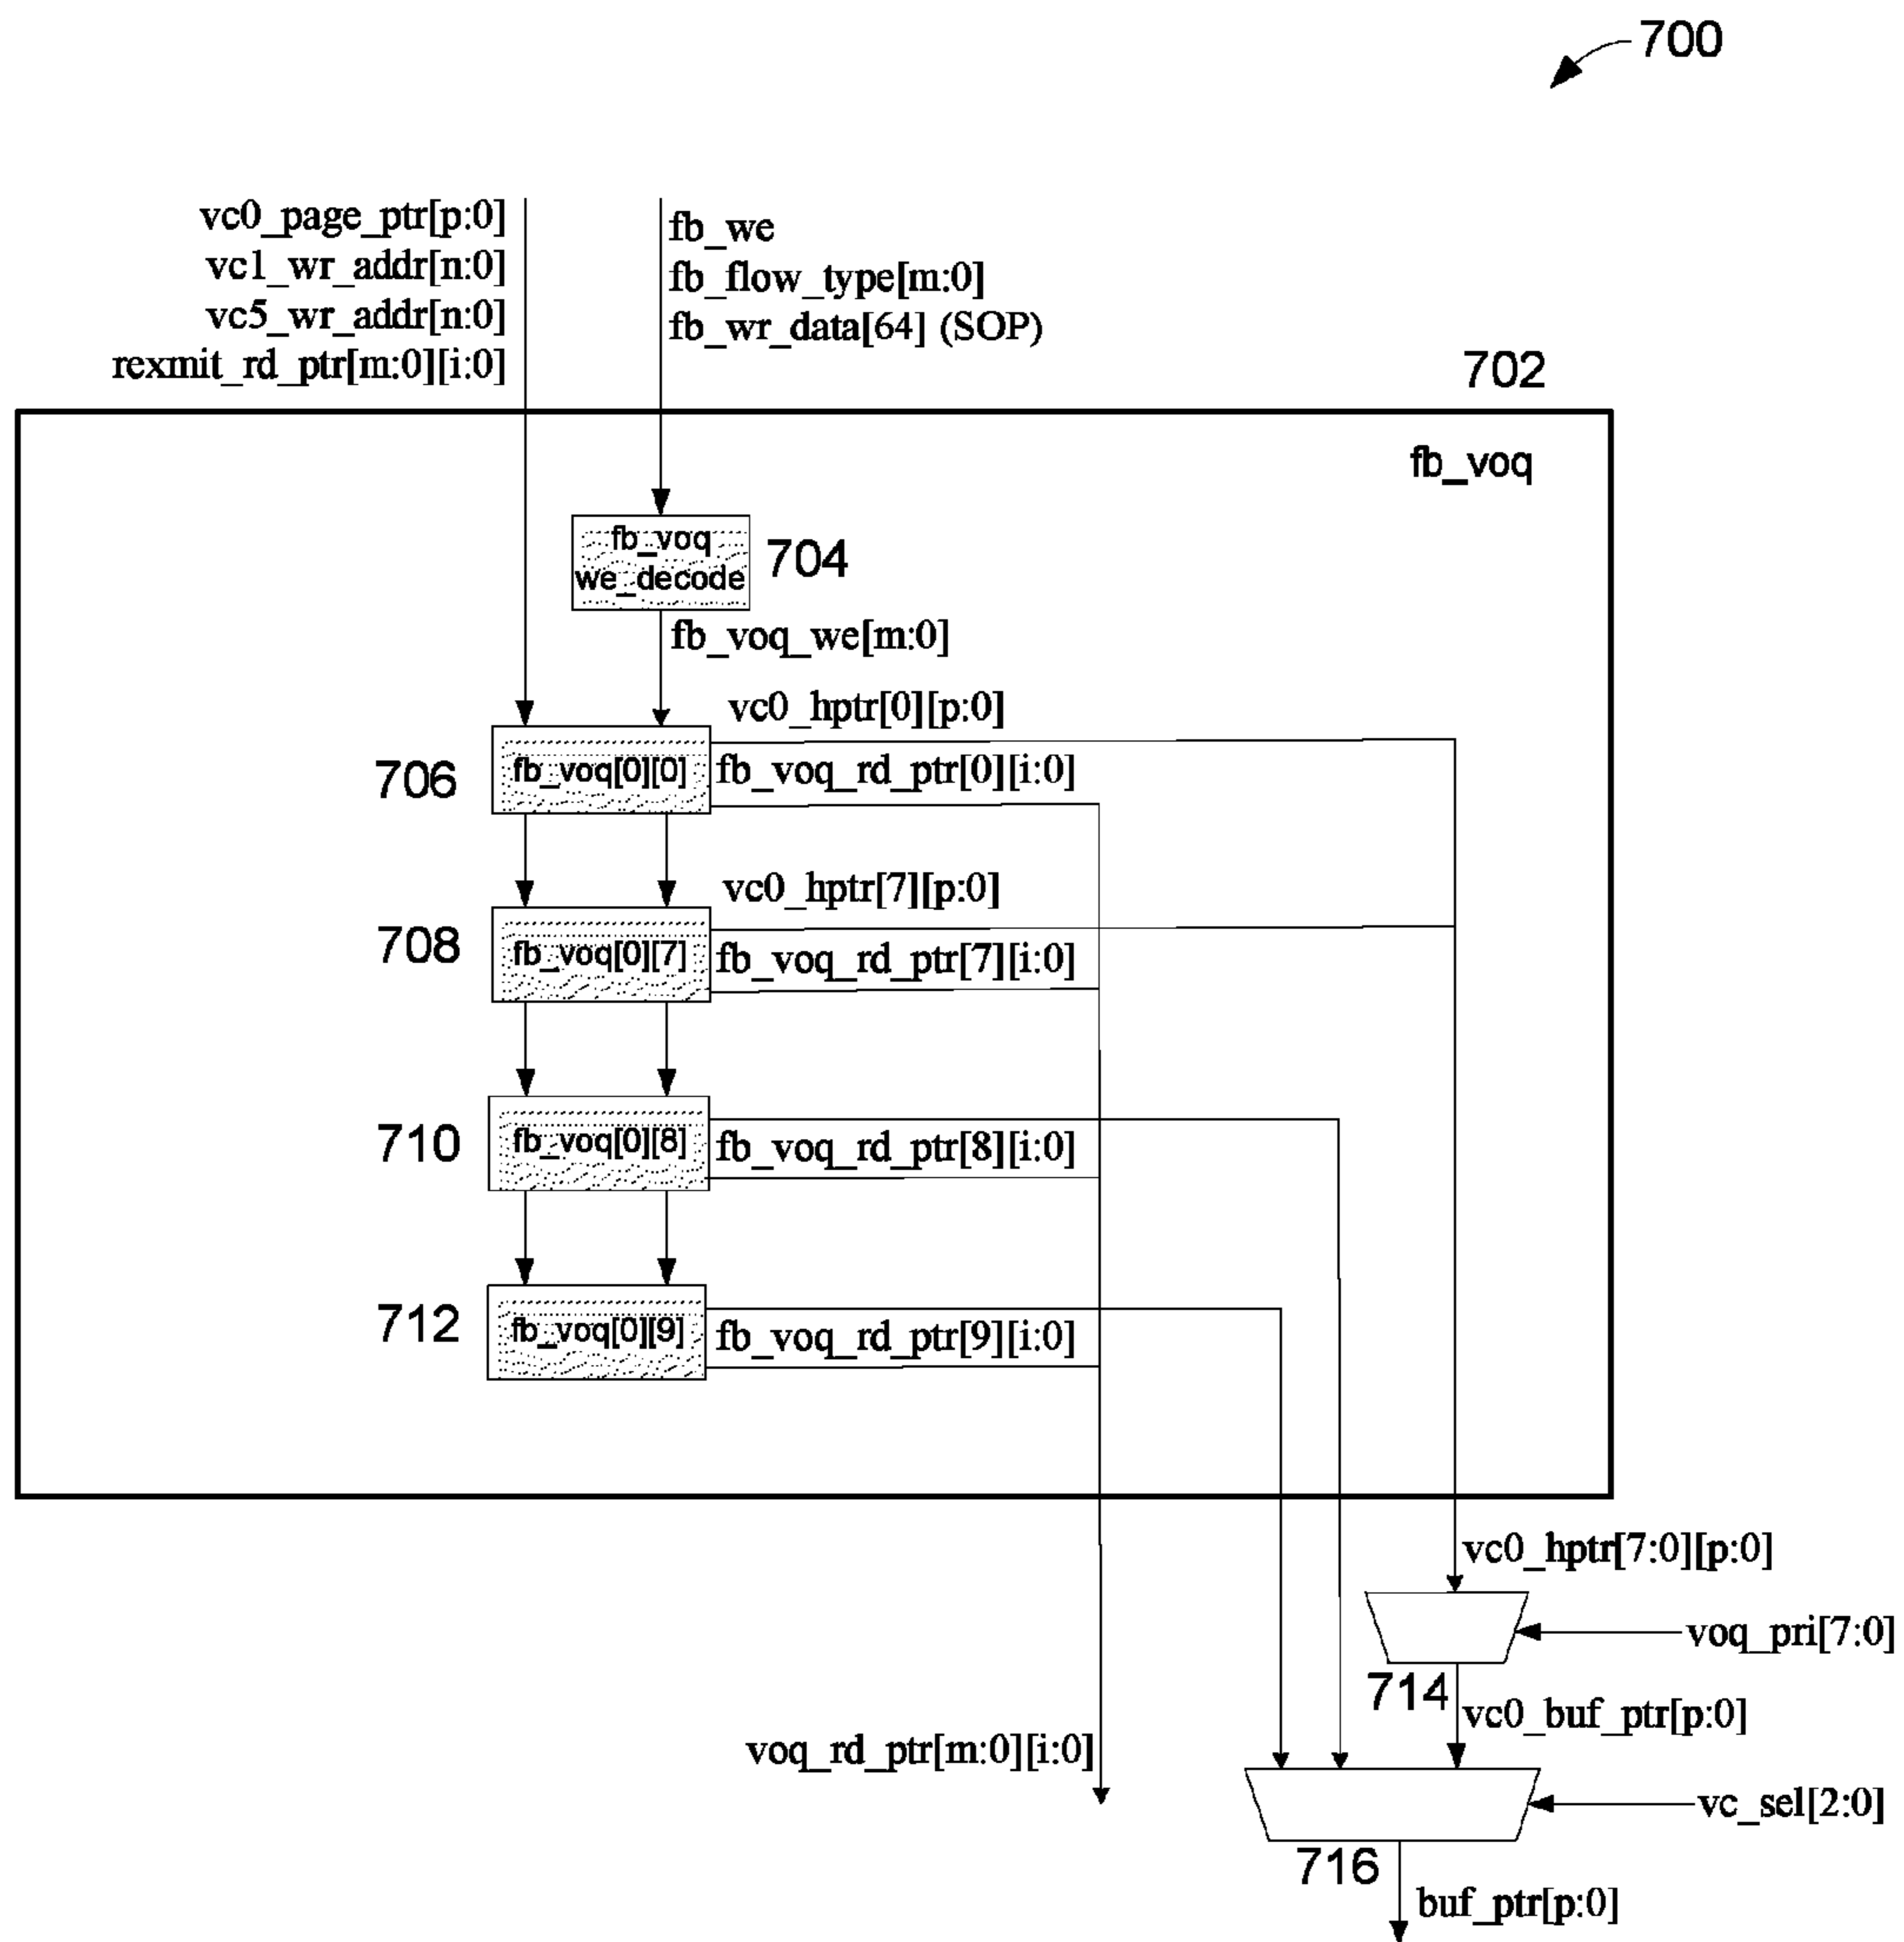 700
vc0_page_ptr[p:0]
vc1_wr_addr[n:0]
vc5_wr_addr[n:0]
rexmit_rd_ptr[m:0][i:0]
fb_we
fb_flow_type[m:0]
fb_wr_data[64] (SOP)
702
fb_voq
fb_voq
we_decode
704
fb_voq_we[m:0]
vc0_hptr[0][p:0]
706
fb_voq[0][0]
fb_voq_rd_ptr[0][i:0]
vc0_hptr[7][p:0]
708
fb_voq[0][7]
fb_voq_rd_ptr[7][i:0]
710
fb_voq[0][8]
fb_voq_rd_ptr[8][i:0]
712
fb_voq[0][9]
fb_voq_rd_ptr[9][i:0]
vc0_hptr[7:0][p:0]
voq_pri[7:0]
714
vc0_buf_ptr[p:0]
voq_rd_ptr[m:0][i:0]
vc_sel[2:0]
716
buf_ptr[p:0]